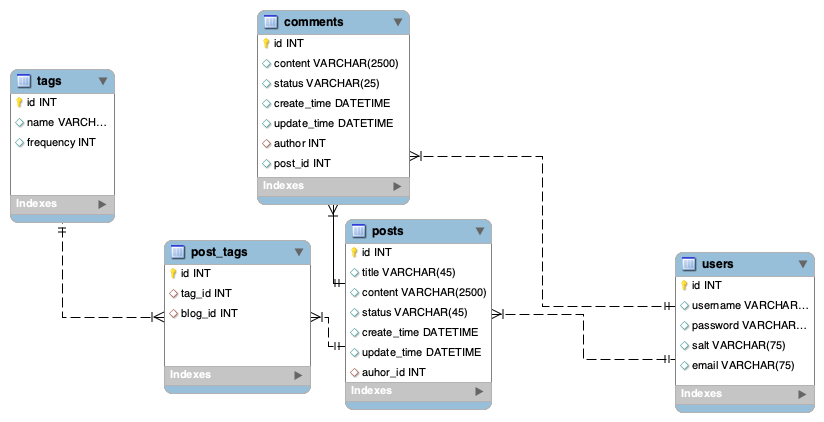 comments
id INT
content VARCHAR(2500)
status VARCHAR(25)
create_time DATETIME
update_time DATETIME
author INT
post_id INT
Indexes
tags
id INT
name VARCH...
frequency INT
Indexes
post_tags
id INT
tag_id INT
blog_id INT
Indexes
posts
id INT
title VARCHAR(45)
content VARCHAR(2500)
status VARCHAR(45)
create_time DATETIME
update_time DATETIME
auhor_id INT
Indexes
users
id INT
username VARCHAR...
password VARCHAR...
salt VARCHAR(75)
email VARCHAR(75)
Indexes